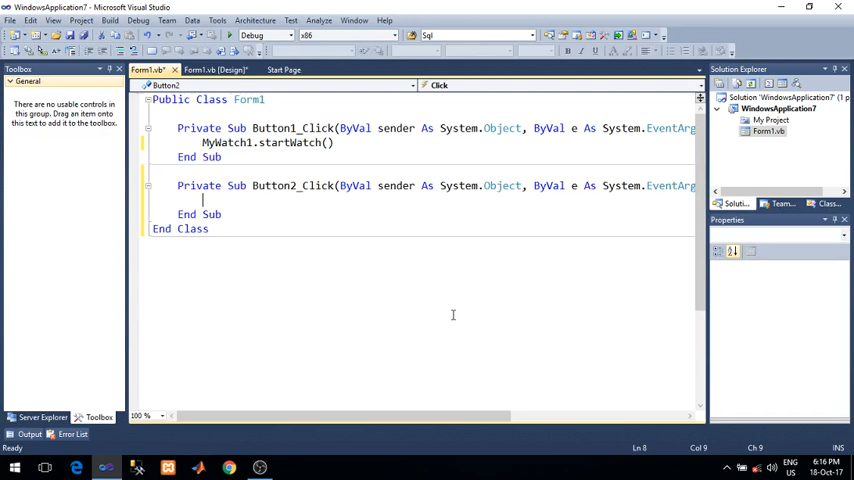 WindowsApplication7 - Microsoft Visual Studio
File Edit View Project Build Debug Team Data Tools Architecture Test Analyze Window Help
Debug x86 Sql
Toolbox
General
There are no usable controls in
this group. Drag an item onto
this text to add it to the toolbox.
Form1.vb* Form1.vb [Design]* Start Page
Button2 Click
Public Class Form1
Private Sub Button1_Click(ByVal sender As System.Object, ByVal e As System.EventArg
MyWatch1.startWatch()
End Sub
Private Sub Button2_Click(ByVal sender As System.Object, ByVal e As System.EventArg
End Sub
End Class
100 %
Solution Explorer
Solution 'WindowsApplication7' (1 p
WindowsApplication7
My Project
Form1.vb
Soluti... Team... Class...
Properties
Server Explorer Toolbox
Output Error List
Ready Ln 8 Col 9 Ch 9 INS
ENG 6:16 PM
US 18-Oct-17